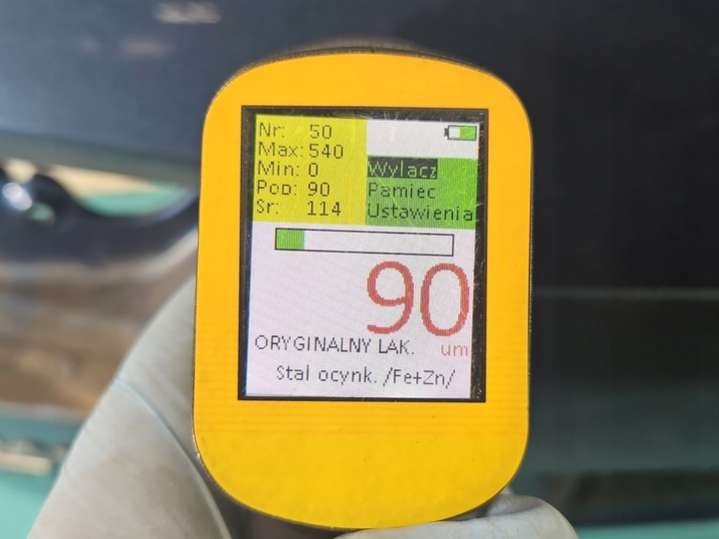 Nr: 50
Max: 540
Min: 0
Pop: 90
Sr: 114
Wylacz
Pamiec
Ustawienia
90
ORYGINALNY LAK. um
Stal ocynk. /Fe+Zn/